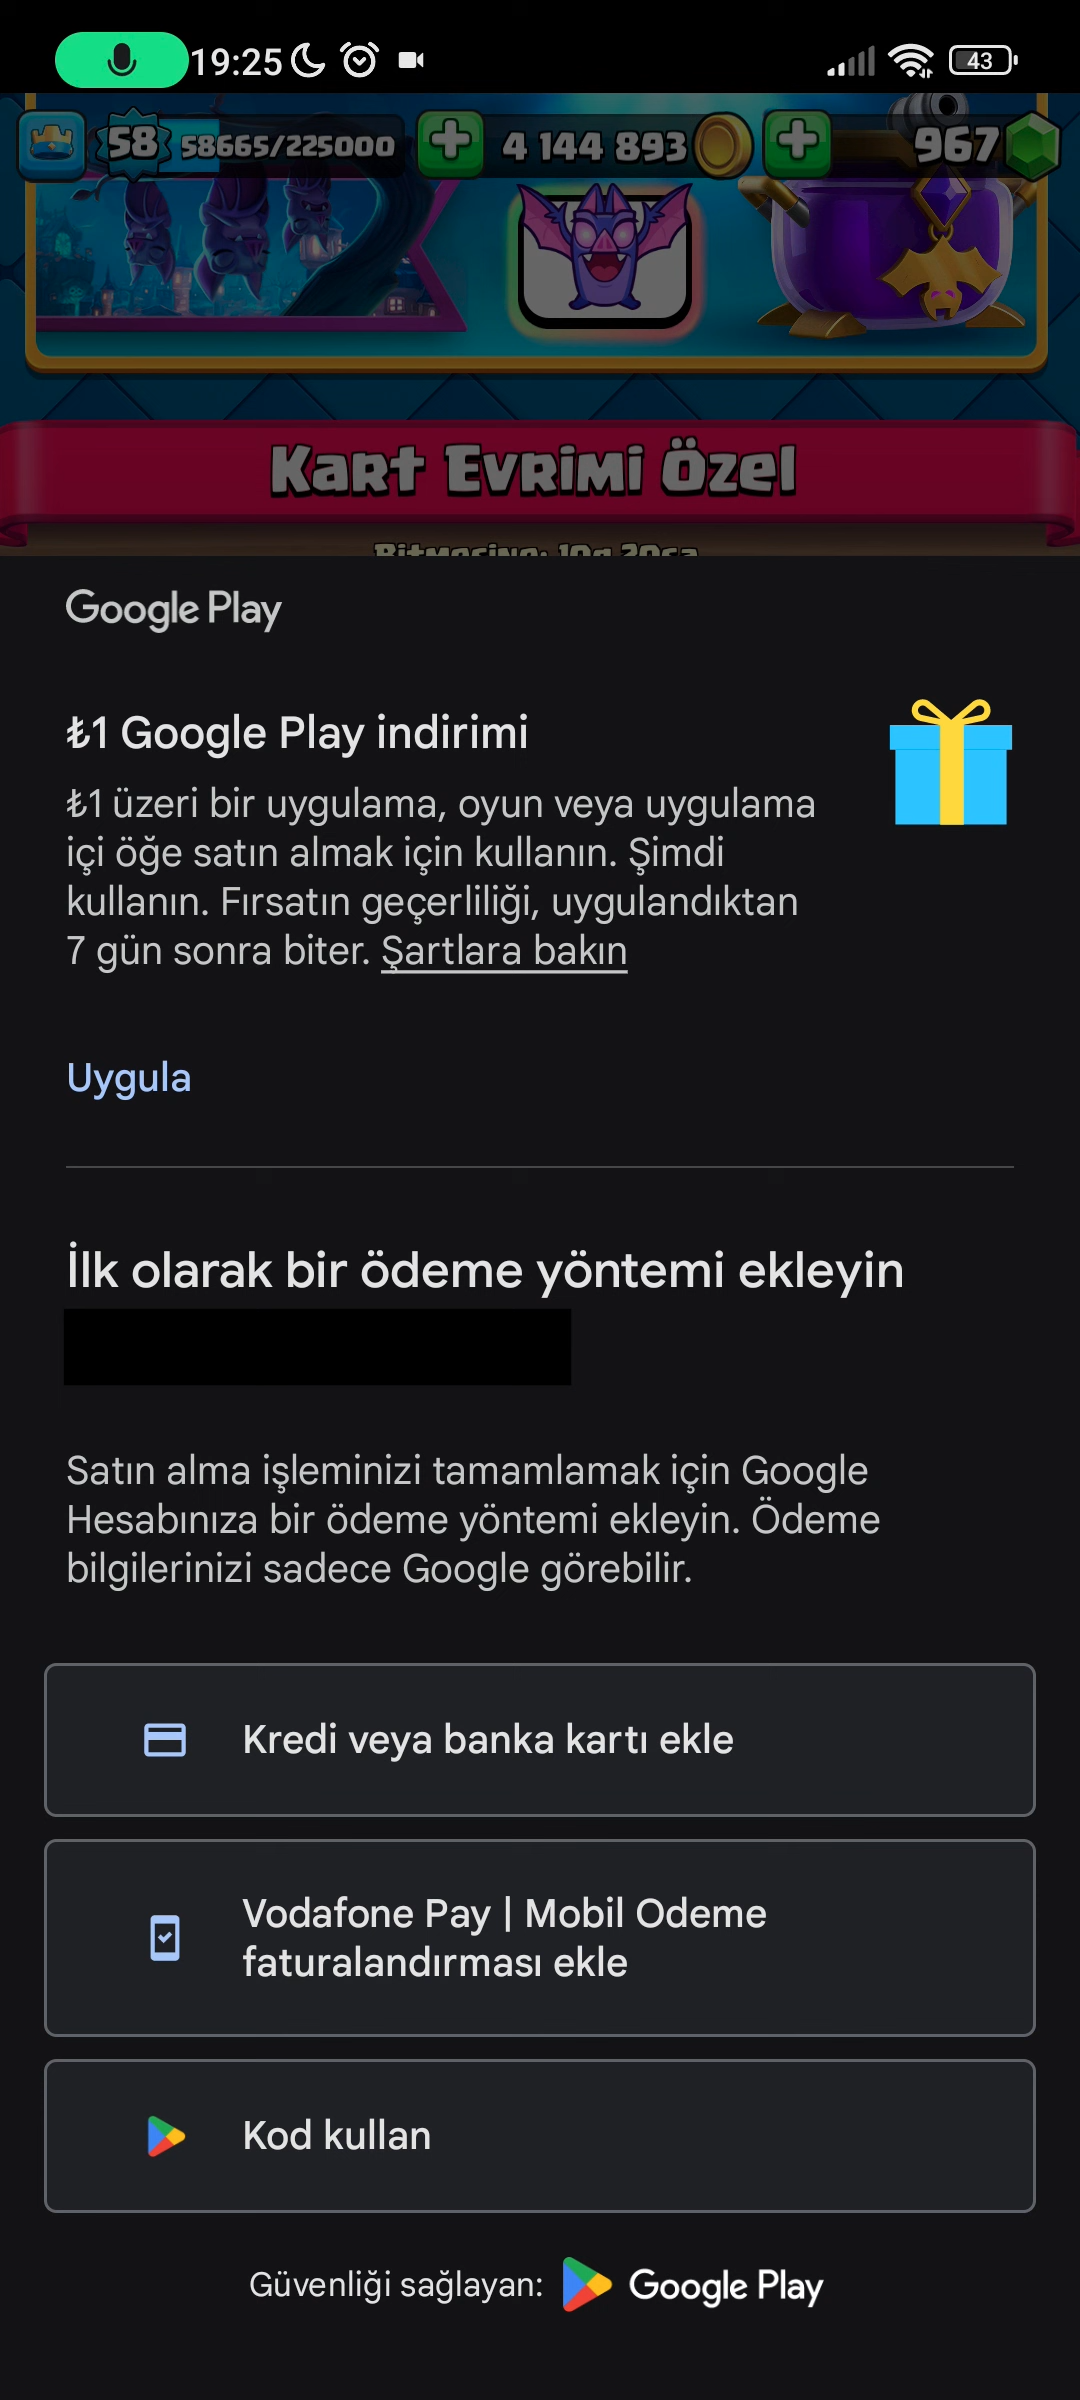 19:25
43
58
58665/225000
4 144 893
967
Kart Evrimi Özel
Bitmesine: 10g 20sa
Google Play
₺1 Google Play indirimi
₺1 üzeri bir uygulama, oyun veya uygulama
içi öğe satın almak için kullanın. Şimdi
kullanın. Fırsatın geçerliliği, uygulandıktan
7 gün sonra biter. Şartlara bakın
Uygula
İlk olarak bir ödeme yöntemi ekleyin
Satın alma işleminizi tamamlamak için Google
Hesabınıza bir ödeme yöntemi ekleyin. Ödeme
bilgilerinizi sadece Google görebilir.
Kredi veya banka kartı ekle
Vodafone Pay | Mobil Odeme
faturalandırması ekle
Kod kullan
Güvenliği sağlayan: Google Play